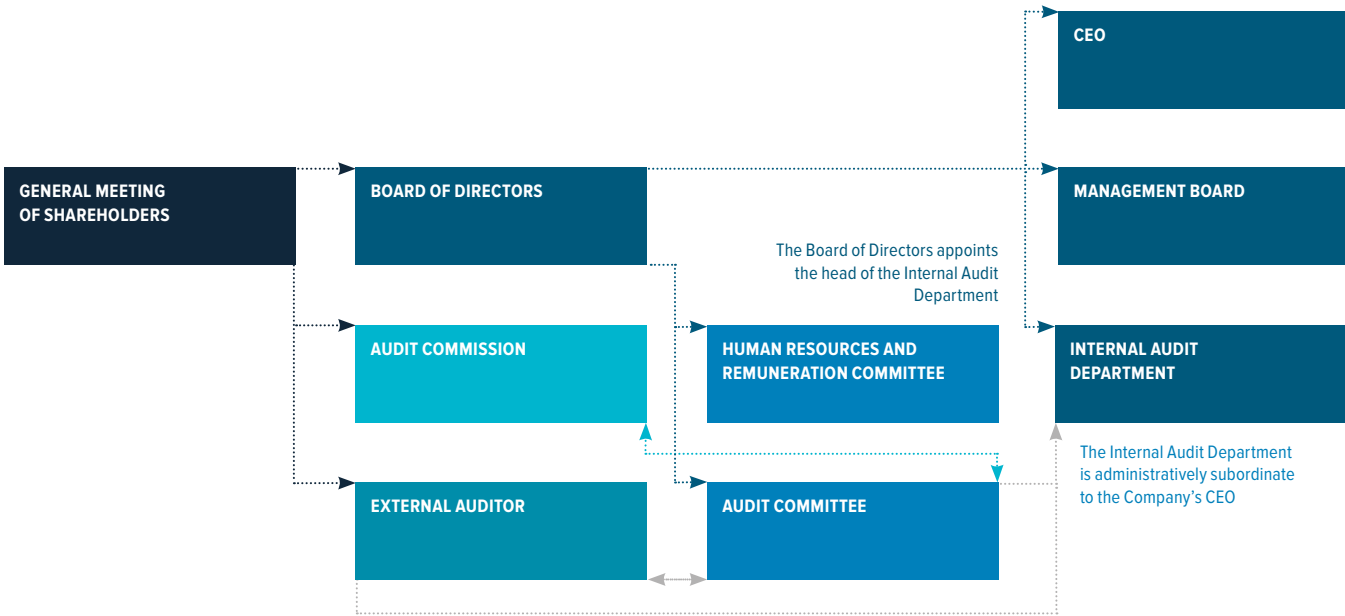 CEO
GENERAL MEETING
OF SHAREHOLDERS
BOARD OF DIRECTORS
MANAGEMENT BOARD
The Board of Directors appoints
the head of the Internal Audit
Department
AUDIT COMMISSION
HUMAN RESOURCES AND
REMUNERATION COMMITTEE
INTERNAL AUDIT
DEPARTMENT
The Internal Audit Department
is administratively subordinate
to the Company’s CEO
EXTERNAL AUDITOR
AUDIT COMMITTEE